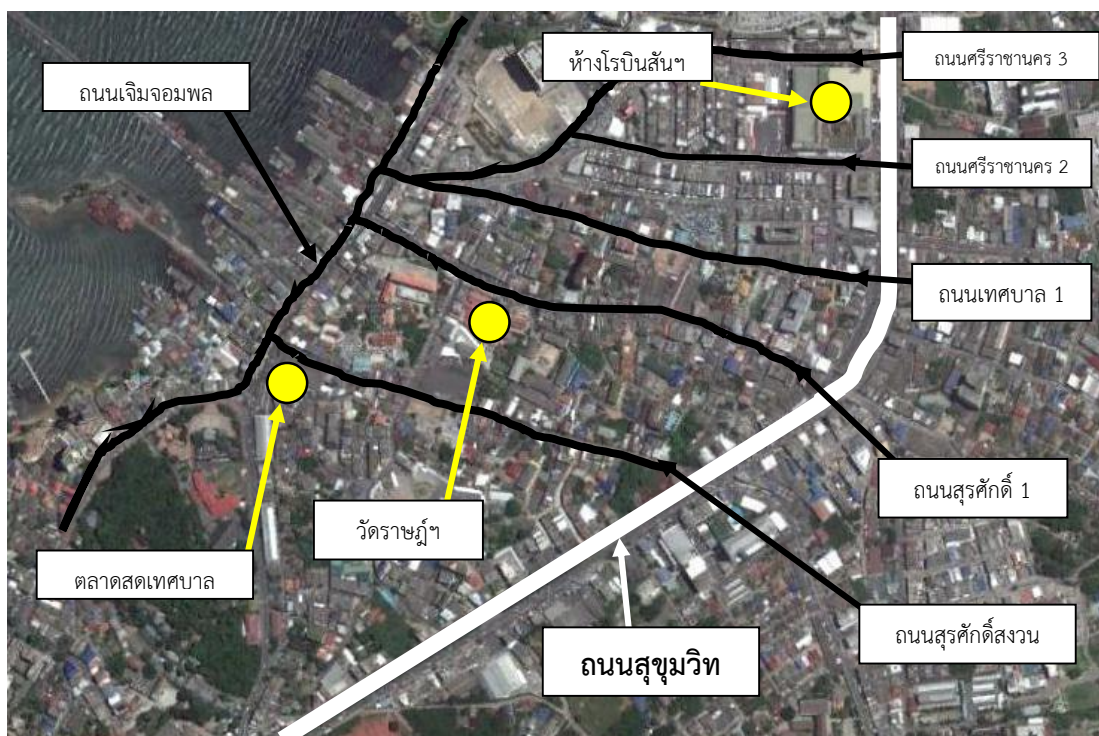 ห้างโรบินสันฯ
ถนนศรีราชานคร 3
ถนนเจิมจอมพล
ถนนศรีราชานคร 2
ถนนเทศบาล 1
ถนนสุรศักดิ์ 1
วัดราษฎ์ฯ
ตลาดสดเทศบาล
ถนนสุรศักดิ์สงวน
ถนนสุขุมวิท